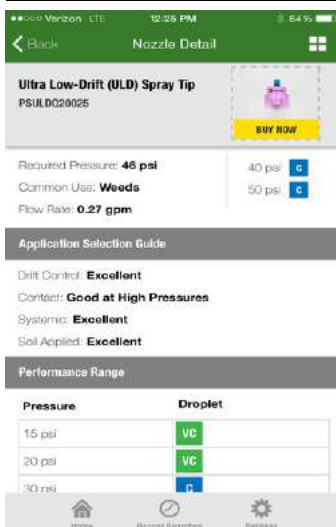 Verizon LTE 12:26 PM 64%
Back Nozzle Detail
Ultra Low-Drift (ULD) Spray Tip
PSULDQ20025
BUY NOW
Required Pressure: 46 psi
40 psi C
Common Use: Weeds
50 psi C
Flow Rate: 0.27 gpm
Application Selection Guide
Drift Control: Excellent
Contact: Good at High Pressures
Systemic: Excellent
Soil Applied: Excellent
Performance Range
Pressure Droplet
15 psi VC
20 psi VC
30 psi C
Home Recent Searches Settings